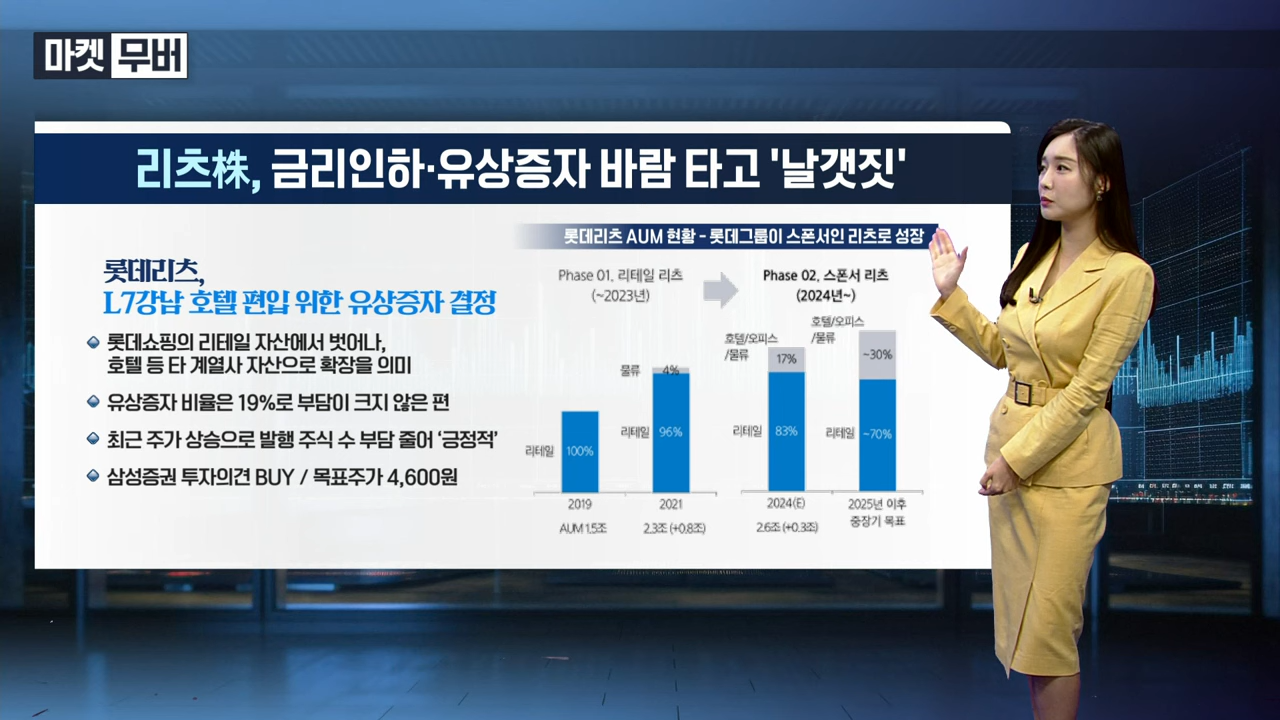 마켓 무버
리츠株, 금리인하·유상증자 바람 타고 '날갯짓'
롯데리츠,
L7강남 호텔 편입 위한 유상증자 결정
롯데쇼핑의 리테일 자산에서 벗어나,
호텔 등 타 계열사 자산으로 확장을 의미
유상증자 비율은 19%로 부담이 크지 않은 편
최근 주가 상승으로 발행 주식 수 부담 줄어 '긍정적'
삼성증권 투자의견 BUY / 목표주가 4,600원
롯데리츠 AUM 현황 - 롯데그룹이 스폰서인 리츠로 성장
Phase 01. 리테일 리츠
(~2023년)
Phase 02. 스폰서 리츠
(2024년~)
리테일
100%
2019
AUM 1.5조
물류
4%
리테일
96%
2021
2.3조 (+0.8조)
호텔/오피스
/물류
17%
리테일
83%
2024(E)
2.6조 (+0.3조)
호텔/오피스
/물류
~30%
리테일
~70%
2025년 이후
중장기 목표